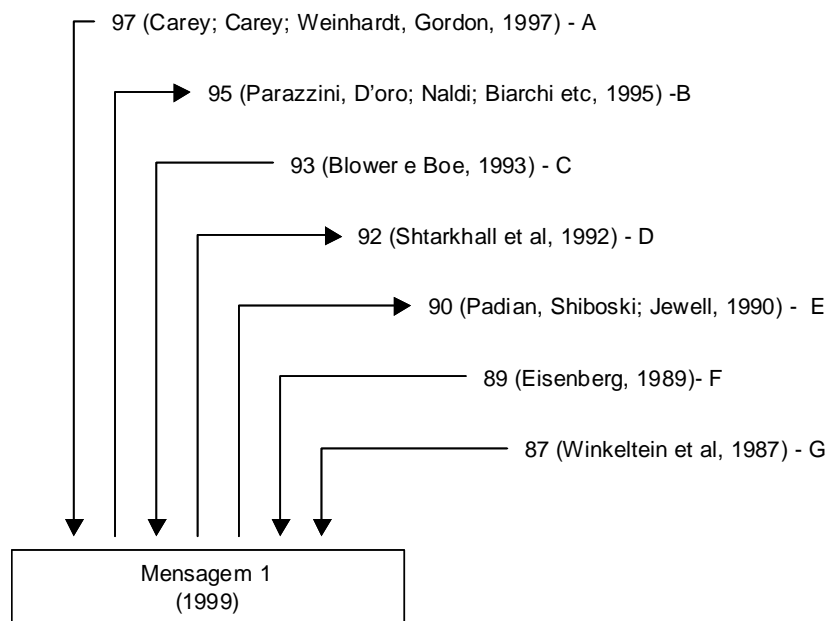 97 (Carey; Carey; Weinhardt, Gordon, 1997) - A
95 (Parazzini, D'oro; Naldi; Biarchi etc, 1995) -B
93 (Blower e Boe, 1993) - C
92 (Shtarkhall et al, 1992) - D
90 (Padian, Shiboski; Jewell, 1990) - E
89 (Eisenberg, 1989)- F
87 (Winkeltein et al, 1987) - G
Mensagem 1
(1999)